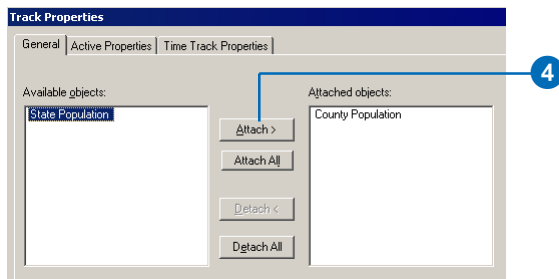 Track Properties
General Active Properties Time Track Properties
4
Available objects: Attached objects:
State Population County Population
Attach >
Attach All
Detach <
Detach All